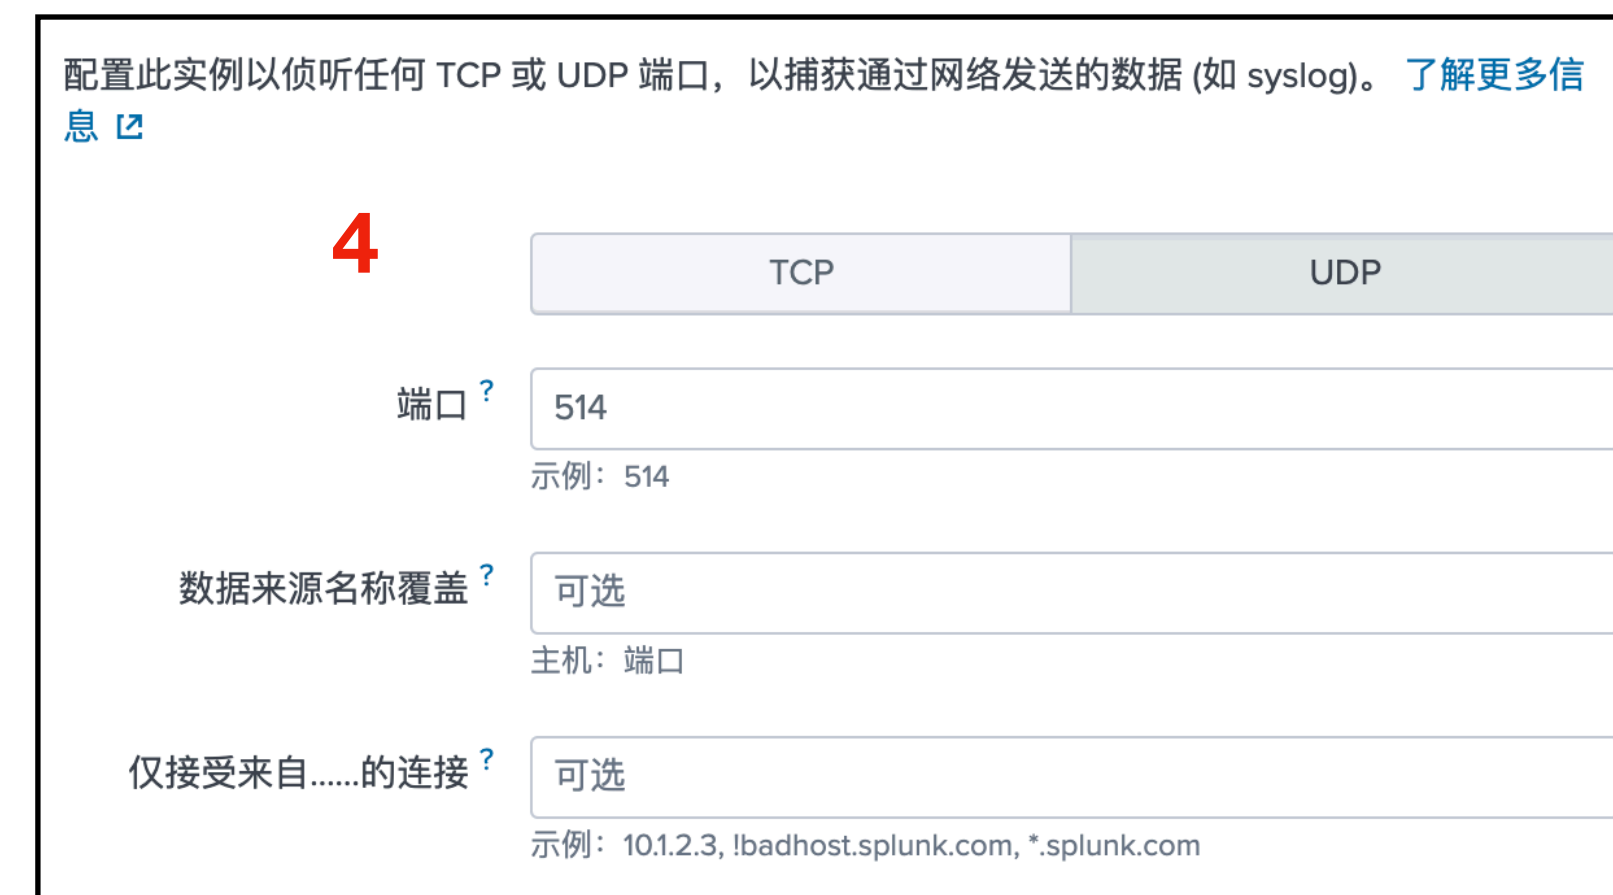 配置此实例以侦听任何 TCP 或 UDP 端口，以捕获通过网络发送的数据 (如 syslog)。 了解更多信
息
4
TCP UDP
端口 ? 514
示例：514
数据来源名称覆盖 ? 可选
主机：端口
仅接受来自......的连接 ? 可选
示例：10.1.2.3, !badhost.splunk.com, *.splunk.com